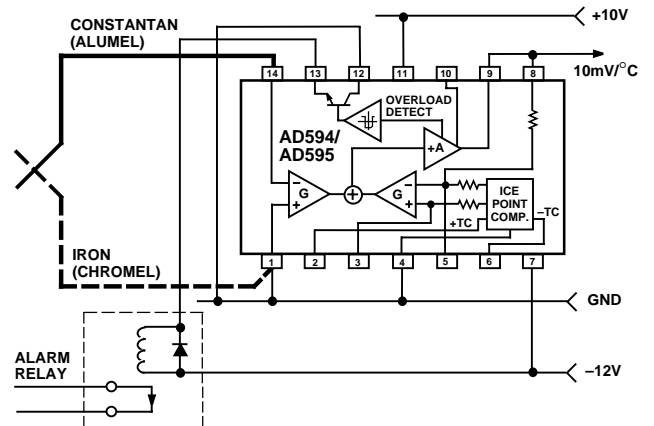 CONSTANTAN
(ALUMEL)
+10V
10mV/°C
14 13 12 11 10 9 8
OVERLOAD
DETECT
AD594/
AD595
+A
–
G
+
–
G
+
ICE
POINT
COMP.
+TC
–TC
IRON
(CHROMEL)
1 2 3 4 5 6 7
GND
ALARM
RELAY
–12V